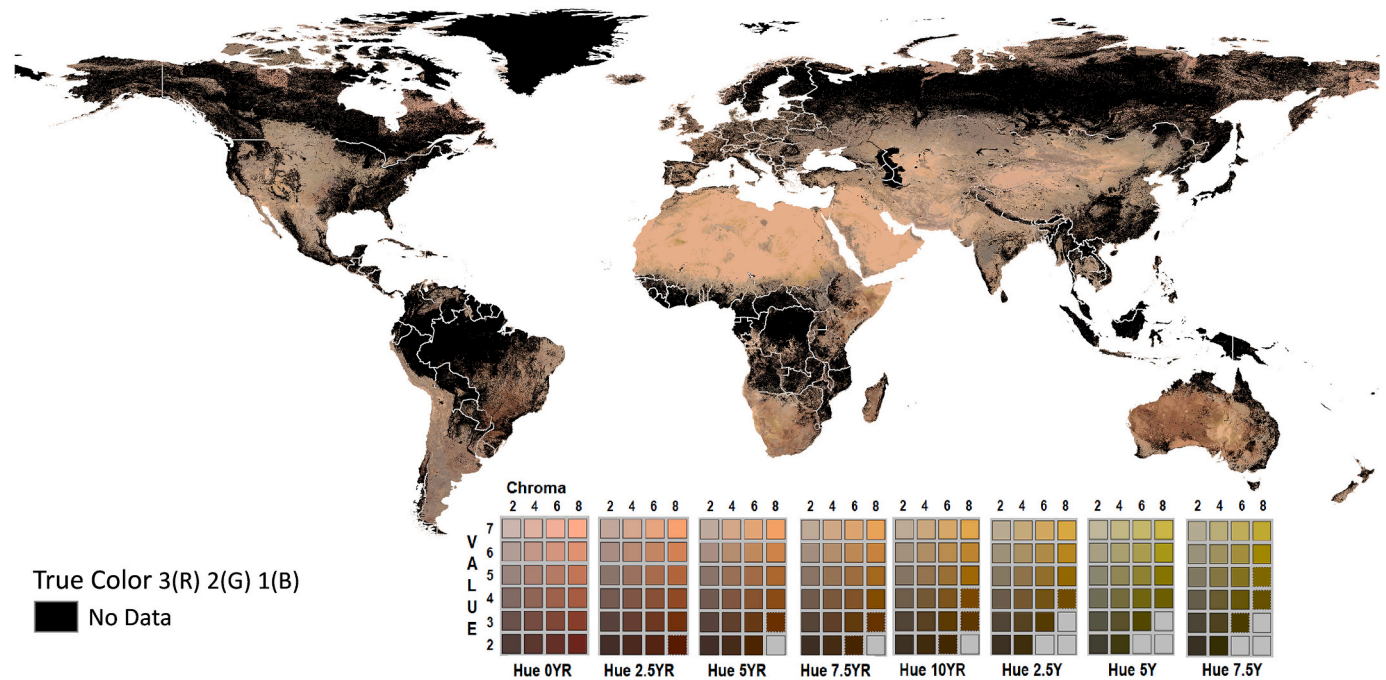 Chroma
2 4 6 8 2 4 6 8 2 4 6 8 2 4 6 8 2 4 6 8 2 4 6 8 2 4 6 8 2 4 6 8
VALUE
7
6
5
4
3
2
Hue 0YR Hue 2.5YR Hue 5YR Hue 7.5YR Hue 10YR Hue 2.5Y Hue 5Y Hue 7.5Y
True Color 3(R) 2(G) 1(B)
No Data